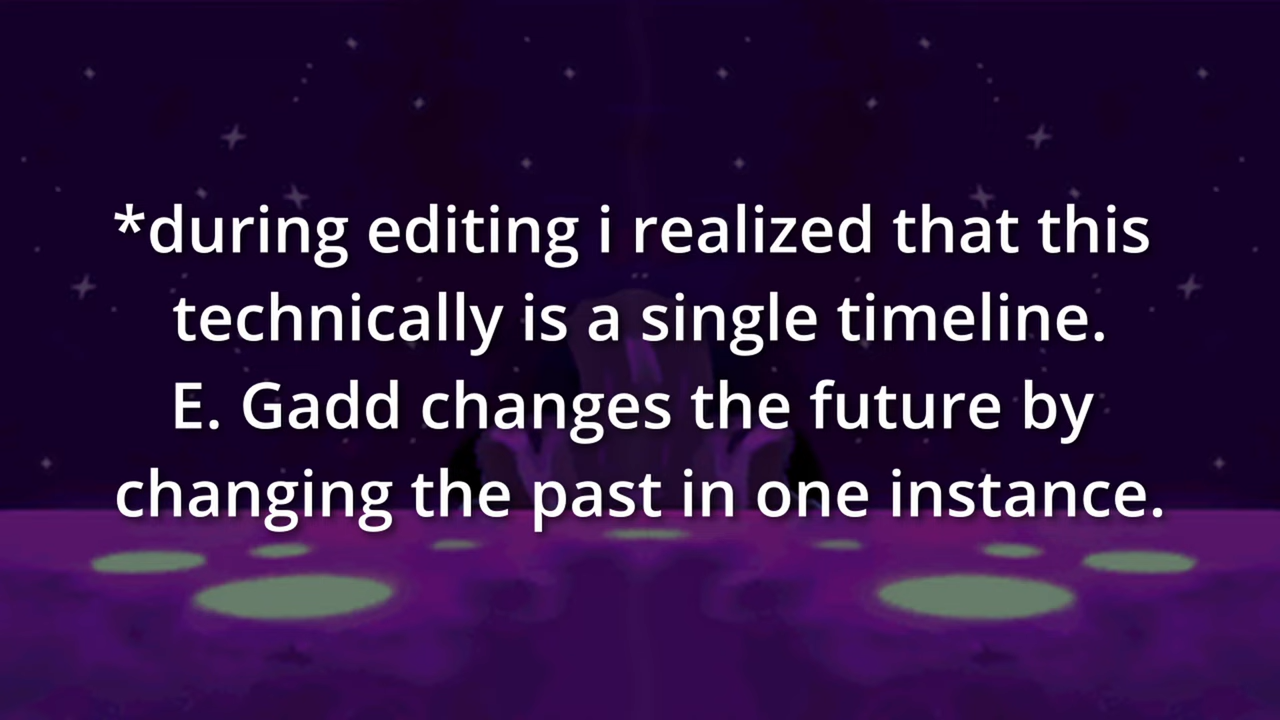 *during editing i realized that this
technically is a single timeline.
E. Gadd changes the future by
changing the past in one instance.